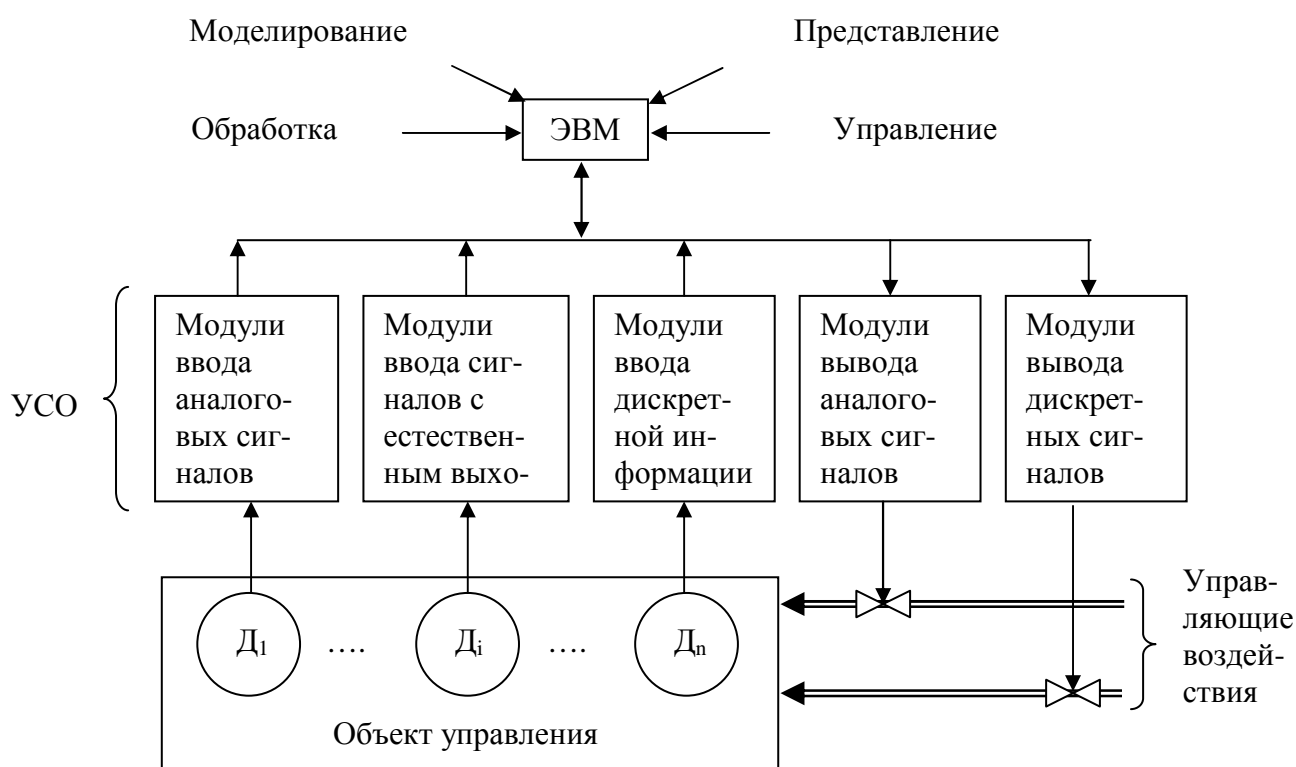 Моделирование
Представление
Обработка
ЭВМ
Управление
УСО
Модули
ввода
аналого-
вых сиг-
налов
Модули
ввода сиг-
налов с
естествен-
ным выхо-
Модули
ввода
дискрет-
ной ин-
формации
Модули
вывода
аналого-
вых сиг-
налов
Модули
вывода
дискрет-
ных сиг-
налов
Д1 …. Дi …. Дn
Объект управления
Управ-
ляющие
воздей-
ствия